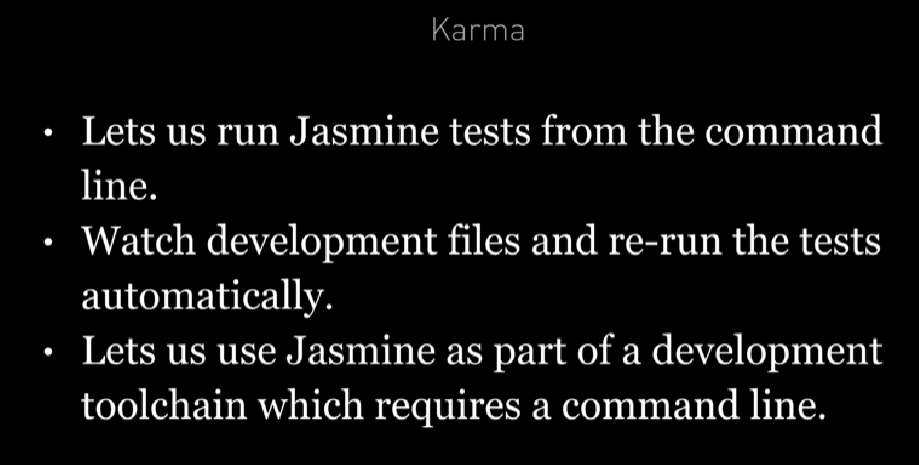 Karma
• Lets us run Jasmine tests from the command
line.
• Watch development files and re-run the tests
automatically.
• Lets us use Jasmine as part of a development
toolchain which requires a command line.